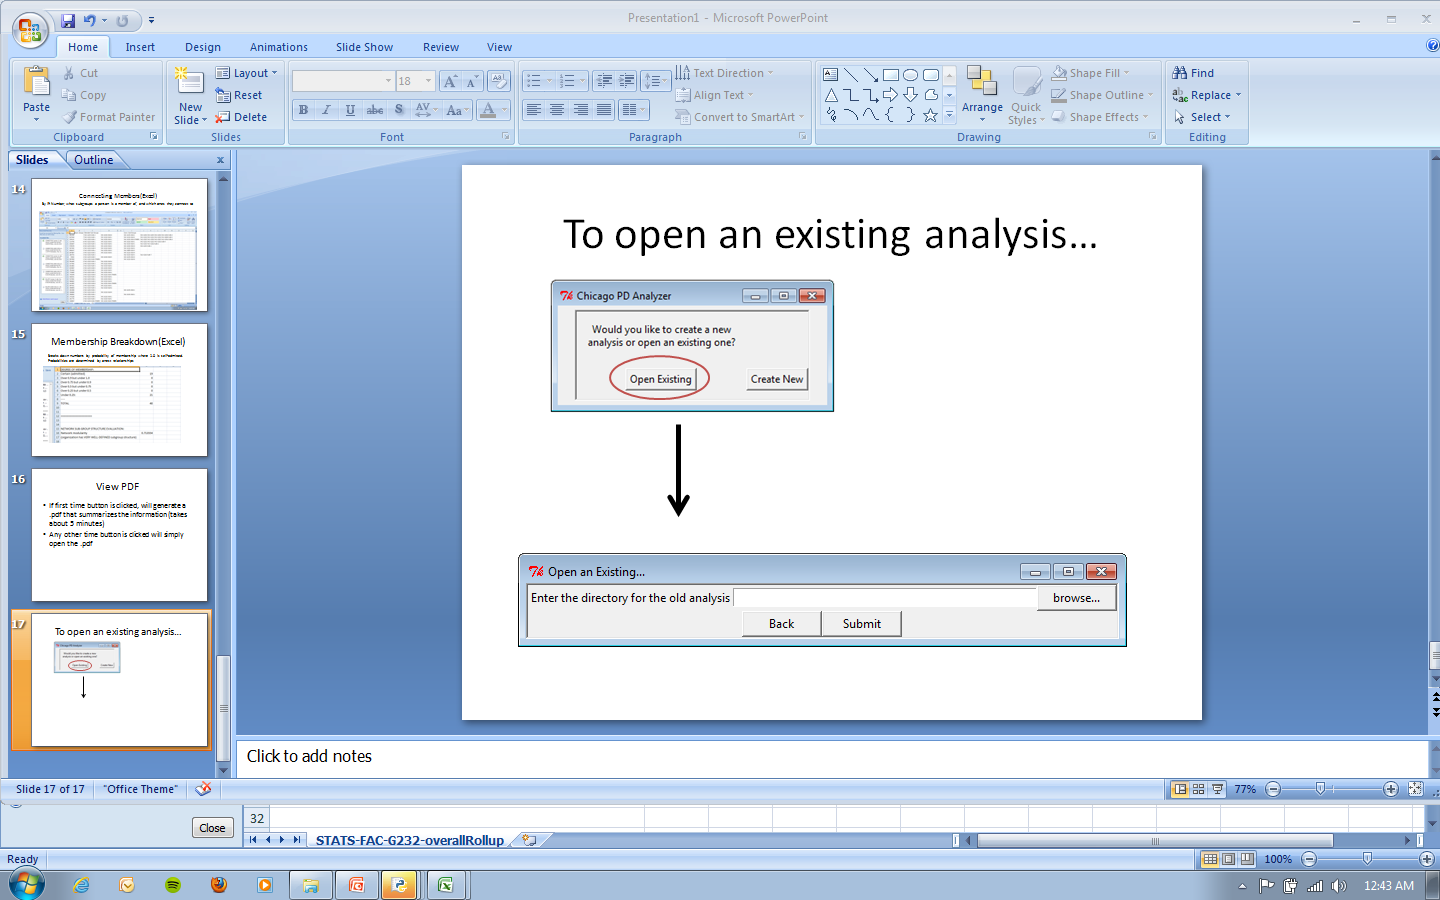 Presentation1 - Microsoft PowerPoint
Home Insert Design Animations Slide Show Review View
Paste
Cut
Copy
Format Painter
Clipboard
New
Slide
Layout
Reset
Delete
Slides
18
B I U abc S AV Aa A
Font
Text Direction
Align Text
Convert to SmartArt
Paragraph
Arrange
Quick
Styles
Shape Fill
Shape Outline
Shape Effects
Drawing
Find
Replace
Select
Editing
Slides Outline
14
Connecting Members(Excel)
15
Membership Breakdown(Excel)
TOTAL
16
View PDF
• If first time button is clicked, will generate a
.pdf that summarizes the information (takes
about 5 minutes)
• Any other time button is clicked will simply
open the .pdf
17
To open an existing analysis...
To open an existing analysis...
Chicago PD Analyzer
Would you like to create a new
analysis or open an existing one?
Open Existing Create New
Open an Existing...
Enter the directory for the old analysis browse...
Back Submit
Click to add notes
Slide 17 of 17 "Office Theme" 77%
32
Close
STATS-FAC-G232-overallRollup
Ready 100%
12:43 AM